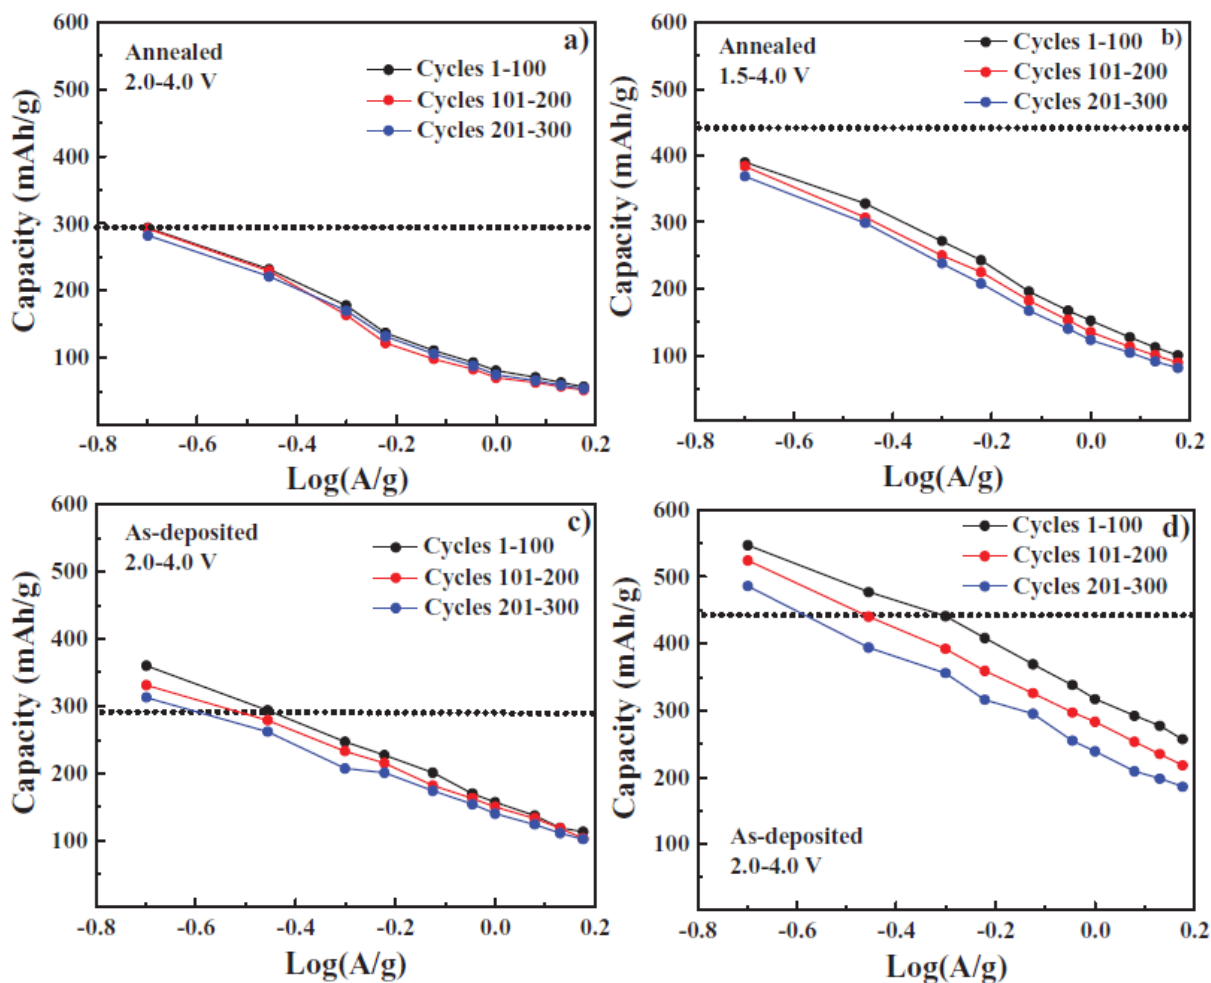 a)
Annealed
2.0-4.0 V
Cycles 1-100
Cycles 101-200
Cycles 201-300
Capacity (mAh/g)
600
500
400
300
200
100
-0.8 -0.6 -0.4 -0.2 0.0 0.2
Log(A/g)
b)
Annealed
1.5-4.0 V
Cycles 1-100
Cycles 101-200
Cycles 201-300
Capacity (mAh/g)
600
500
400
300
200
100
-0.8 -0.6 -0.4 -0.2 0.0 0.2
Log(A/g)
c)
As-deposited
2.0-4.0 V
Cycles 1-100
Cycles 101-200
Cycles 201-300
Capacity (mAh/g)
600
500
400
300
200
100
-0.8 -0.6 -0.4 -0.2 0.0 0.2
Log(A/g)
d)
Cycles 1-100
Cycles 101-200
Cycles 201-300
Capacity (mAh/g)
600
500
400
300
200
100
As-deposited
2.0-4.0 V
-0.8 -0.6 -0.4 -0.2 0.0 0.2
Log(A/g)